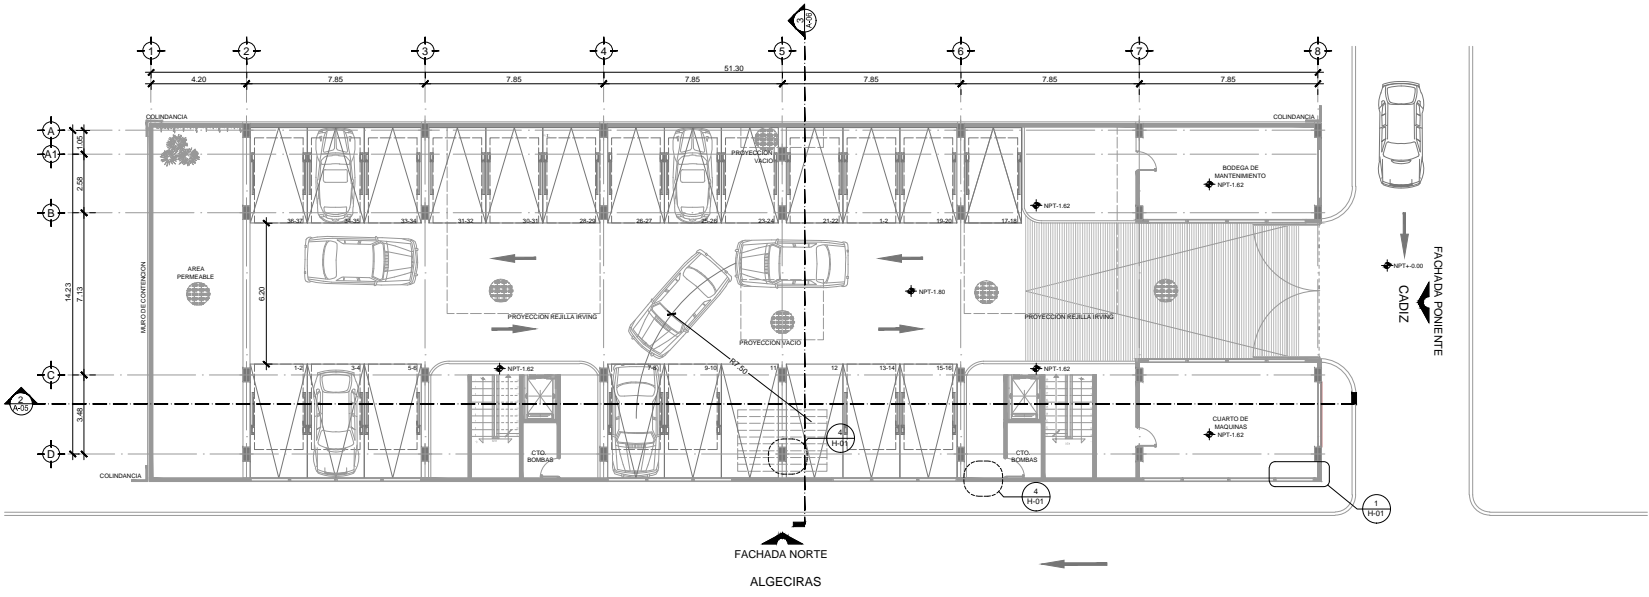 3
A-06
1
2
3
4
5
6
7
8
51.30
4.20
7.85
7.85
7.85
7.85
7.85
7.85
COLINDANCIA
COLINDANCIA
A
A1
B
C
D
1.05
2.58
7.13
3.48
14.23
PROYECCION
VACIO
BODEGA DE
MANTENIMIENTO
NPT-1.62
NPT-1.62
36-37
34-35
33-34
31-32
30-31
28-29
26-27
25-26
23-24
21-22
1-2
19-20
17-18
MURO DE CONTENCION
AREA
PERMEABLE
6.20
NPT-1.80
NPT+-0.00
FACHADA PONIENTE
CADIZ
PROYECCION REJILLA IRVING
PROYECCION REJILLA IRVING
PROYECCION VACIO
R7.50
1-2
3-4
5-6
NPT-1.62
7-8
9-10
11
12
13-14
15-16
NPT-1.62
2
A-05
CUARTO DE
MAQUINAS
NPT-1.62
4
H-01
CTO.
BOMBAS
CTO.
BOMBAS
COLINDANCIA
4
H-01
1
H-01
FACHADA NORTE
ALGECIRAS